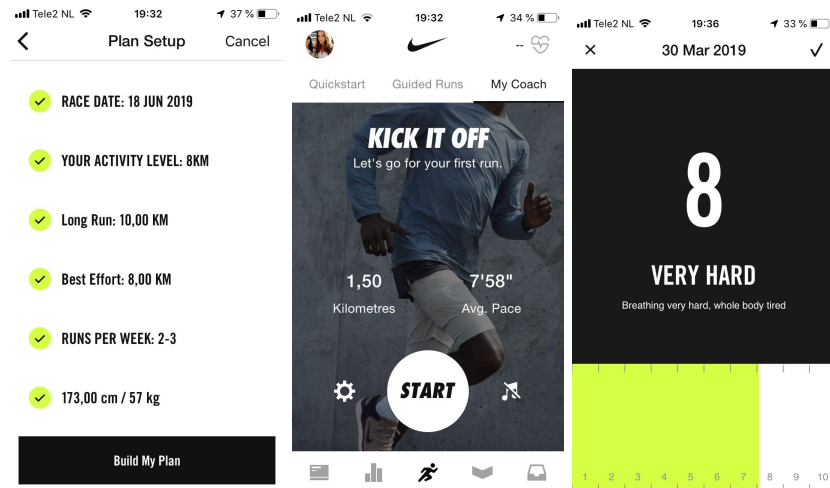 Tele2 NL 19:32 37 %
Plan Setup Cancel
RACE DATE: 18 JUN 2019
YOUR ACTIVITY LEVEL: 8KM
Long Run: 10,00 KM
Best Effort: 8,00 KM
RUNS PER WEEK: 2-3
173,00 cm / 57 kg
Build My Plan
Tele2 NL 19:32 34 %
--
Quickstart Guided Runs My Coach
KICK IT OFF
Let's go for your first run.
1,50 7'58"
Kilometres Avg. Pace
START
Tele2 NL 19:36 33 %
30 Mar 2019
8
VERY HARD
Breathing very hard, whole body tired
1 2 3 4 5 6 7 8 9 10